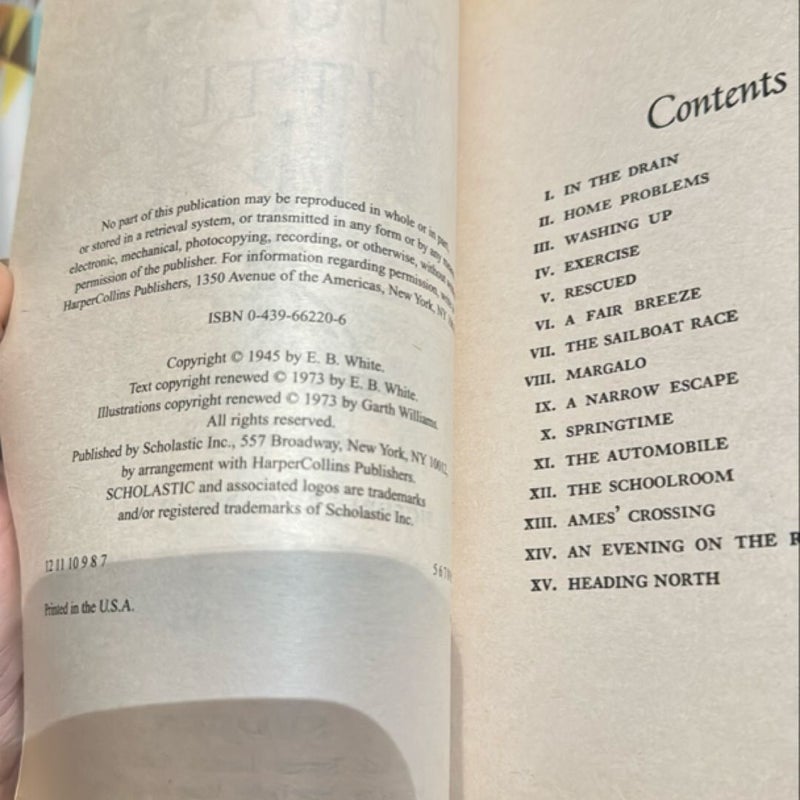 No part of this publication may be reproduced in whole or in part,
or stored in a retrieval system, or transmitted in any form or by any
electronic, mechanical, photocopying, recording, or otherwise, without
permission of the publisher. For information regarding permission,
HarperCollins Publishers, 1350 Avenue of the Americas, New York, NY
ISBN 0-439-66220-6
Copyright © 1945 by E. B. White.
Text copyright renewed © 1973 by E. B. White.
Illustrations copyright renewed © 1973 by Garth Williams.
All rights reserved.
Published by Scholastic Inc., 557 Broadway, New York, NY 10012,
by arrangement with HarperCollins Publishers.
SCHOLASTIC and associated logos are trademarks
and/or registered trademarks of Scholastic Inc.
12 11 10 9 8 7
5 6 7
Printed in the U.S.A.
Contents
I. IN THE DRAIN
II. HOME PROBLEMS
III. WASHING UP
IV. EXERCISE
V. RESCUED
VI. A FAIR BREEZE
VII. THE SAILBOAT RACE
VIII. MARGALO
IX. A NARROW ESCAPE
X. SPRINGTIME
XI. THE AUTOMOBILE
XII. THE SCHOOLROOM
XIII. AMES' CROSSING
XIV. AN EVENING ON THE R
XV. HEADING NORTH